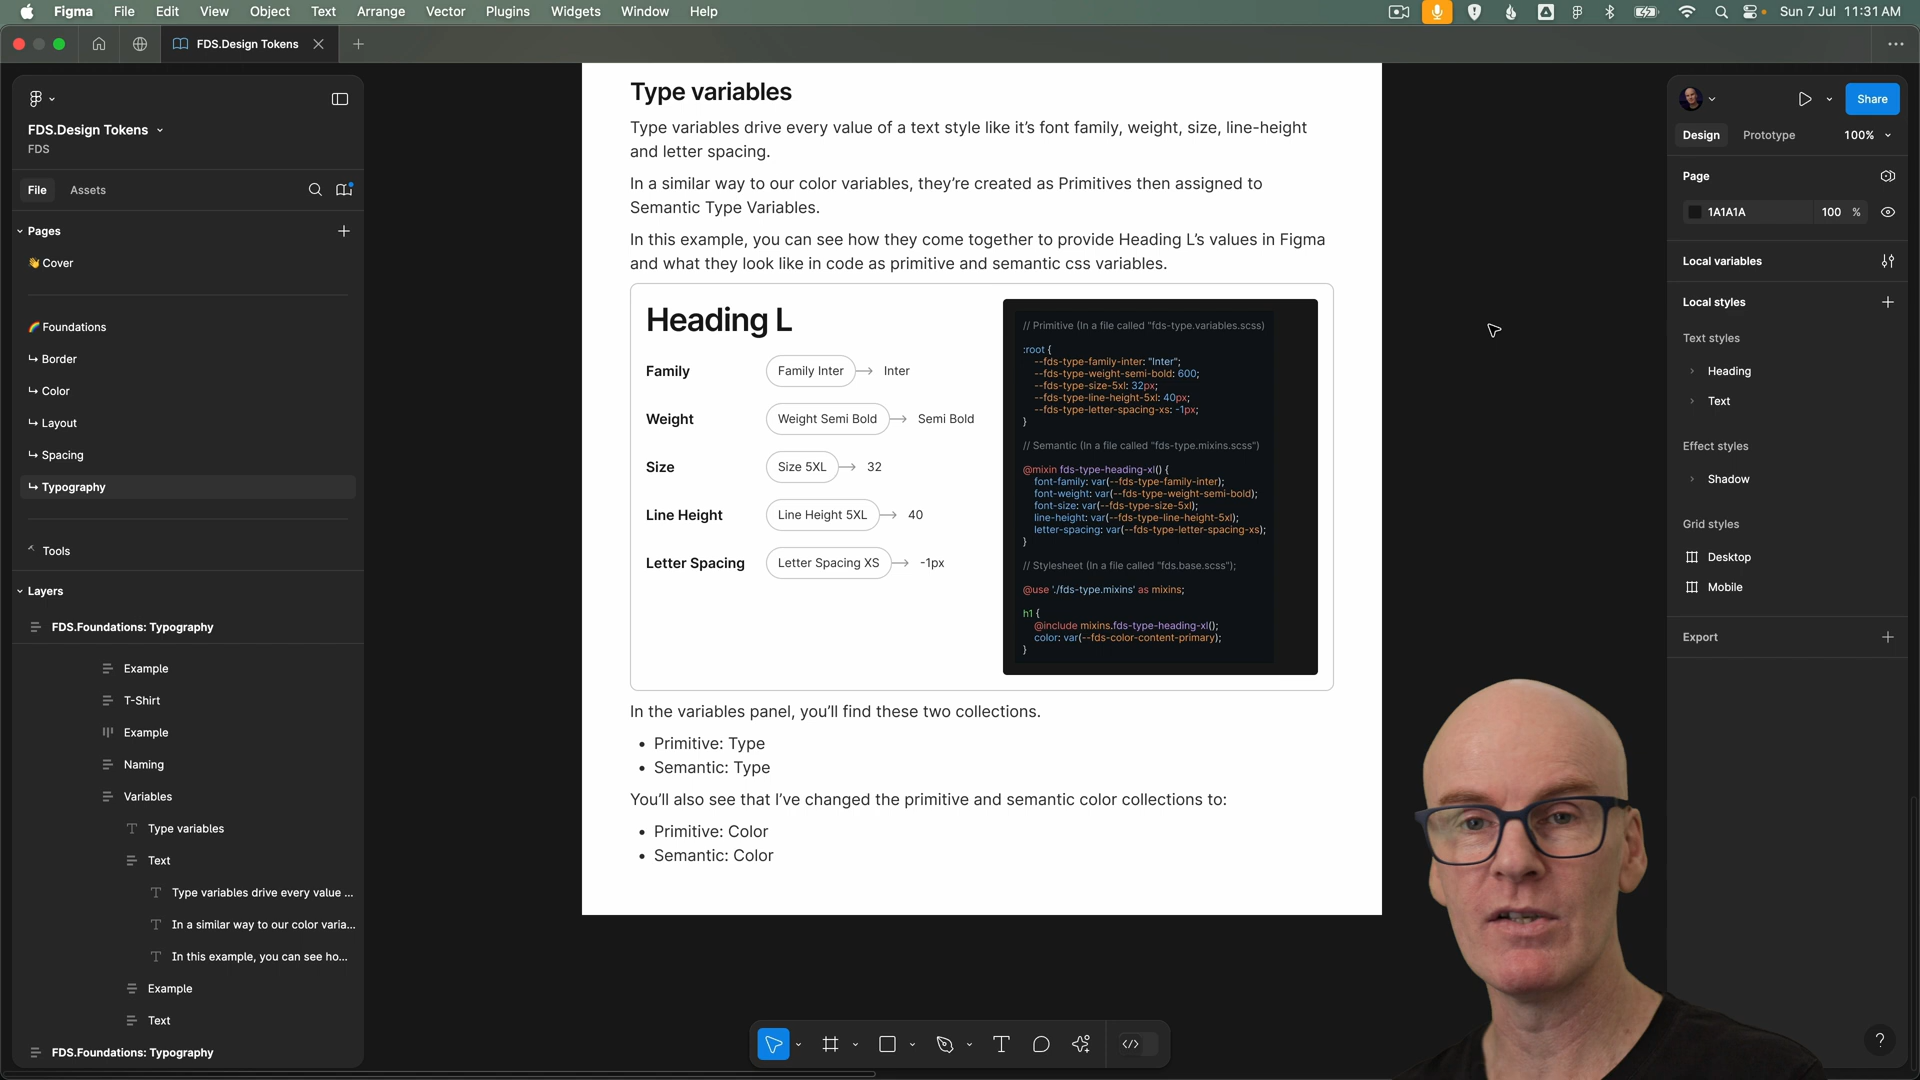 Figma File Edit View Object Text Arrange Vector Plugins Widgets Window Help
Sun 7 Jul 11:31 AM
FDS.Design Tokens
FDS.Design Tokens
FDS
File Assets
Pages
👋 Cover
🌈 Foundations
↳ Border
↳ Color
↳ Layout
↳ Spacing
↳ Typography
Tools
Layers
FDS.Foundations: Typography
Example
T-Shirt
Example
Naming
Variables
Type variables
Text
Type variables drive every value ...
In a similar way to our color varia...
In this example, you can see ho...
Example
Text
FDS.Foundations: Typography
Type variables
Type variables drive every value of a text style like it’s font family, weight, size, line-height
and letter spacing.
In a similar way to our color variables, they’re created as Primitives then assigned to
Semantic Type Variables.
In this example, you can see how they come together to provide Heading L’s values in Figma
and what they look like in code as primitive and semantic css variables.
Heading L
Family Family Inter → Inter
Weight Weight Semi Bold → Semi Bold
Size Size 5XL → 32
Line Height Line Height 5XL → 40
Letter Spacing Letter Spacing XS → -1px
// Primitive (In a file called "fds-type.variables.scss)
:root {
--fds-type-family-inter: "Inter";
--fds-type-weight-semi-bold: 600;
--fds-type-size-5xl: 32px;
--fds-type-line-height-5xl: 40px;
--fds-type-letter-spacing-xs: -1px;
}
// Semantic (In a file called "fds-type.mixins.scss")
@mixin fds-type-heading-xl() {
font-family: var(--fds-type-family-inter);
font-weight: var(--fds-type-weight-semi-bold);
font-size: var(--fds-type-size-5xl);
line-height: var(--fds-type-line-height-5xl);
letter-spacing: var(--fds-type-letter-spacing-xs);
}
// Stylesheet (In a file called "fds.base.scss");
@use './fds-type.mixins' as mixins;
h1 {
@include mixins.fds-type-heading-xl();
color: var(--fds-color-content-primary);
}
In the variables panel, you’ll find these two collections.
• Primitive: Type
• Semantic: Type
You’ll also see that I’ve changed the primitive and semantic color collections to:
• Primitive: Color
• Semantic: Color
Share
Design Prototype 100%
Page
1A1A1A 100 %
Local variables
Local styles
Text styles
Heading
Text
Effect styles
Shadow
Grid styles
Desktop
Mobile
Export
?